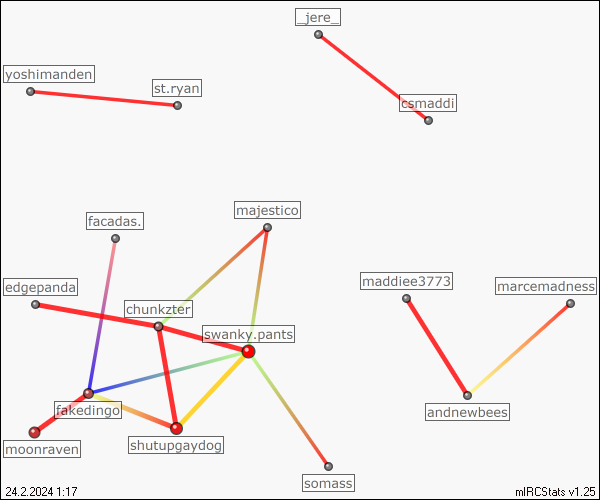 _jere_
yoshimanden
st.ryan
csmaddi
majestico
facadas.
maddiee3773
edgepanda
marcemadness
chunkzter
swanky.pants
fakedingo
andnewbees
shutupgaydog
moonraven
somass
24.2.2024 1:17
mIRCStats v1.25